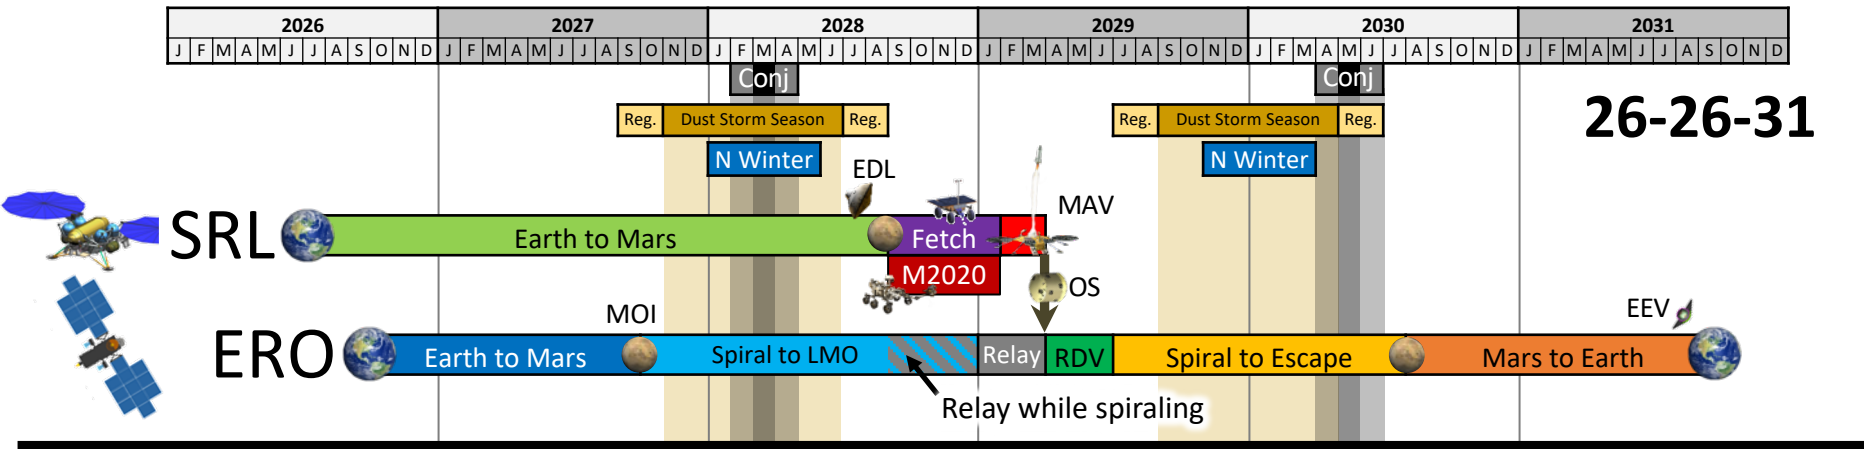 2026 2027 2028 2029 2030 2031
J F M A M J J A S O N D J F M A M J J A S O N D J F M A M J J A S O N D J F M A M J J A S O N D J F M A M J J A S O N D J F M A M J J A S O N D
Conj Conj
26-26-31
Reg. Dust Storm Season Reg. Reg. Dust Storm Season Reg.
N Winter N Winter
EDL
MAV
SRL Earth to Mars Fetch
M2020
OS
MOI EEV
ERO Earth to Mars Spiral to LMO Relay RDV Spiral to Escape Mars to Earth
Relay while spiraling